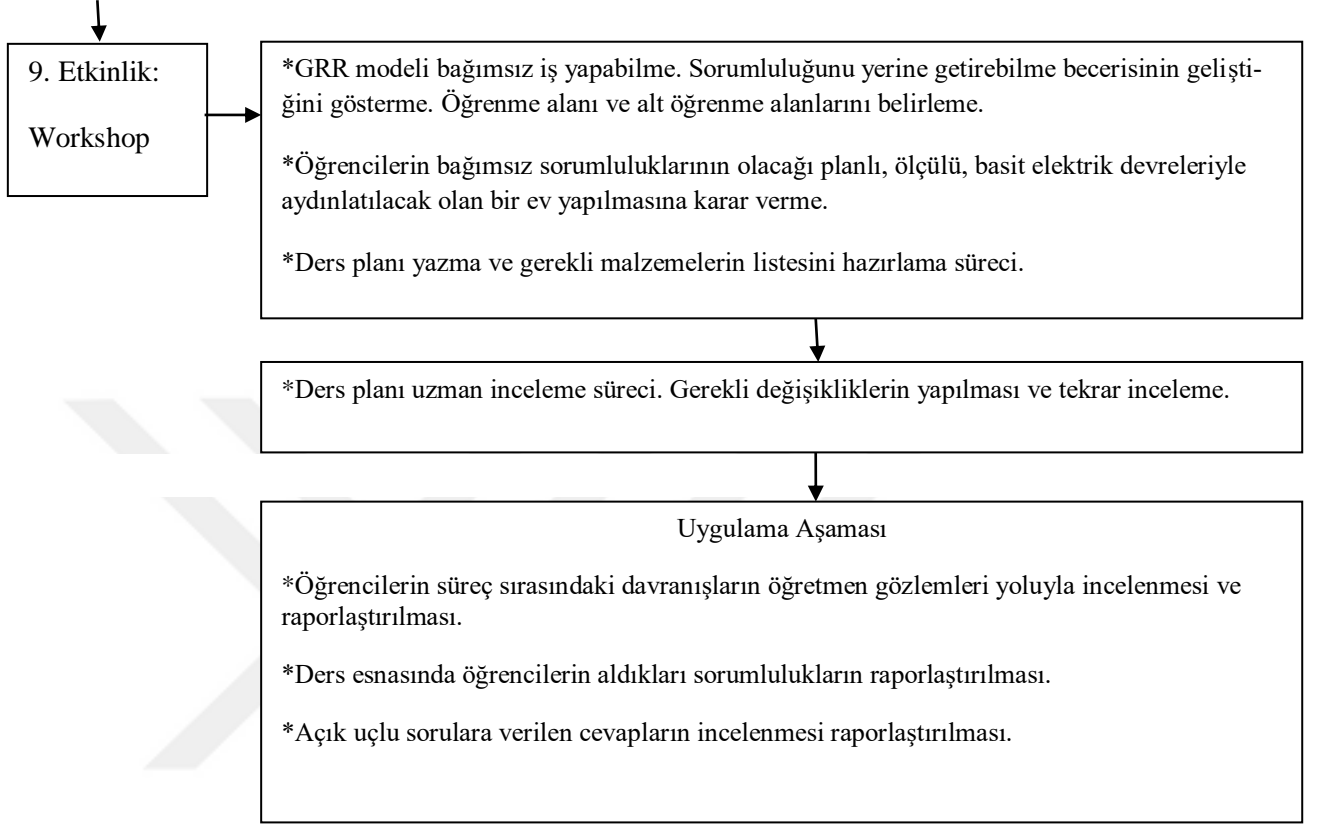 9. Etkinlik:
Workshop
*GRR modeli bağımsız iş yapabilme. Sorumluluğunu yerine getirebilme becerisinin gelişti-
ğini gösterme. Öğrenme alanı ve alt öğrenme alanlarını belirleme.
*Öğrencilerin bağımsız sorumluluklarının olacağı planlı, ölçülü, basit elektrik devreleriyle
aydınlatılacak olan bir ev yapılmasına karar verme.
*Ders planı yazma ve gerekli malzemelerin listesini hazırlama süreci.
*Ders planı uzman inceleme süreci. Gerekli değişikliklerin yapılması ve tekrar inceleme.
Uygulama Aşaması
*Öğrencilerin süreç sırasındaki davranışların öğretmen gözlemleri yoluyla incelenmesi ve
raporlaştırılması.
*Ders esnasında öğrencilerin aldıkları sorumlulukların raporlaştırılması.
*Açık uçlu sorulara verilen cevapların incelenmesi raporlaştırılması.